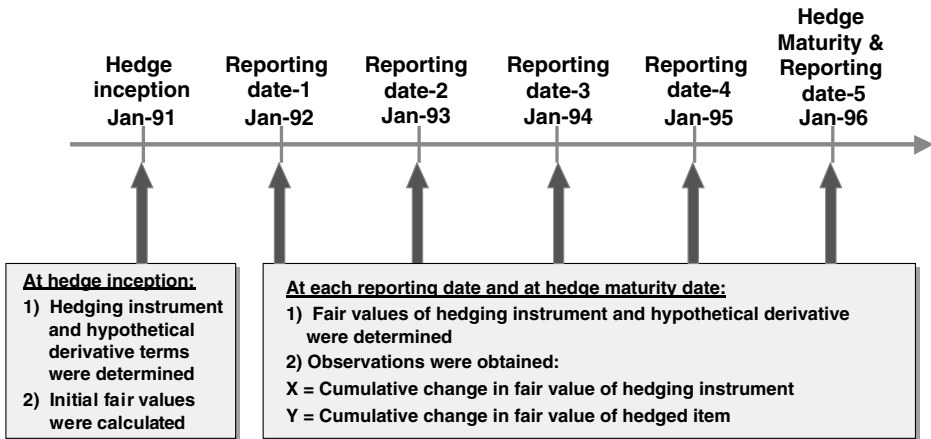 Hedge
inception
Jan-91
Reporting
date-1
Jan-92
Reporting
date-2
Jan-93
Reporting
date-3
Jan-94
Reporting
date-4
Jan-95
Hedge
Maturity &
Reporting
date-5
Jan-96
At hedge inception:
1) Hedging instrument
and hypothetical
derivative terms
were determined
2) Initial fair values
were calculated
At each reporting date and at hedge maturity date:
1) Fair values of hedging instrument and hypothetical derivative
were determined
2) Observations were obtained:
X = Cumulative change in fair value of hedging instrument
Y = Cumulative change in fair value of hedged item